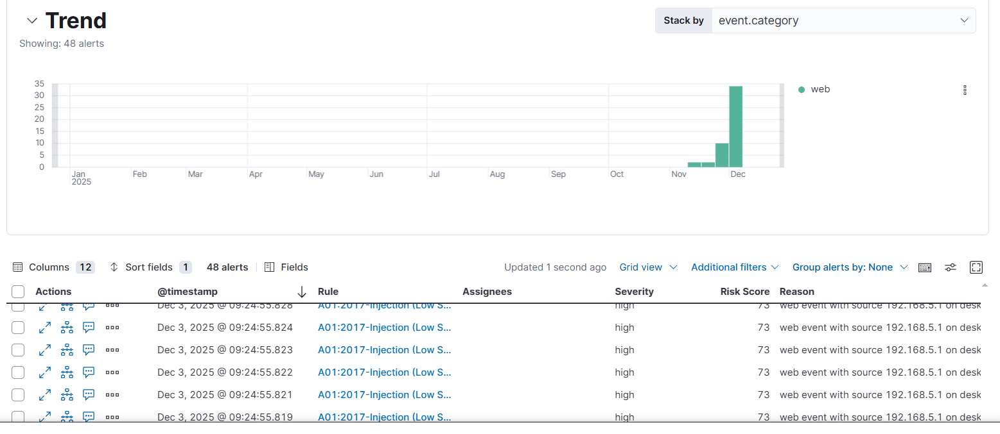 Trend
Stack by event.category
Showing: 48 alerts
35
30
25
20
15
10
5
0
web
Jan Feb Mar Apr May Jun Jul Aug Sep Oct Nov Dec
2025
Columns 12 Sort fields 1 48 alerts Fields Updated 1 second ago Grid view Additional filters Group alerts by: None
Actions @timestamp Rule Assignees Severity Risk Score Reason
Dec 3, 2025 @ 09:24:55.828 A01:2017-Injection (Low S... high 73 web event with source 192.168.5.1 on desk
Dec 3, 2025 @ 09:24:55.824 A01:2017-Injection (Low S... high 73 web event with source 192.168.5.1 on desk
Dec 3, 2025 @ 09:24:55.823 A01:2017-Injection (Low S... high 73 web event with source 192.168.5.1 on desk
Dec 3, 2025 @ 09:24:55.822 A01:2017-Injection (Low S... high 73 web event with source 192.168.5.1 on desk
Dec 3, 2025 @ 09:24:55.821 A01:2017-Injection (Low S... high 73 web event with source 192.168.5.1 on desk
Dec 3, 2025 @ 09:24:55.819 A01:2017-Injection (Low S... high 73 web event with source 192.168.5.1 on desk